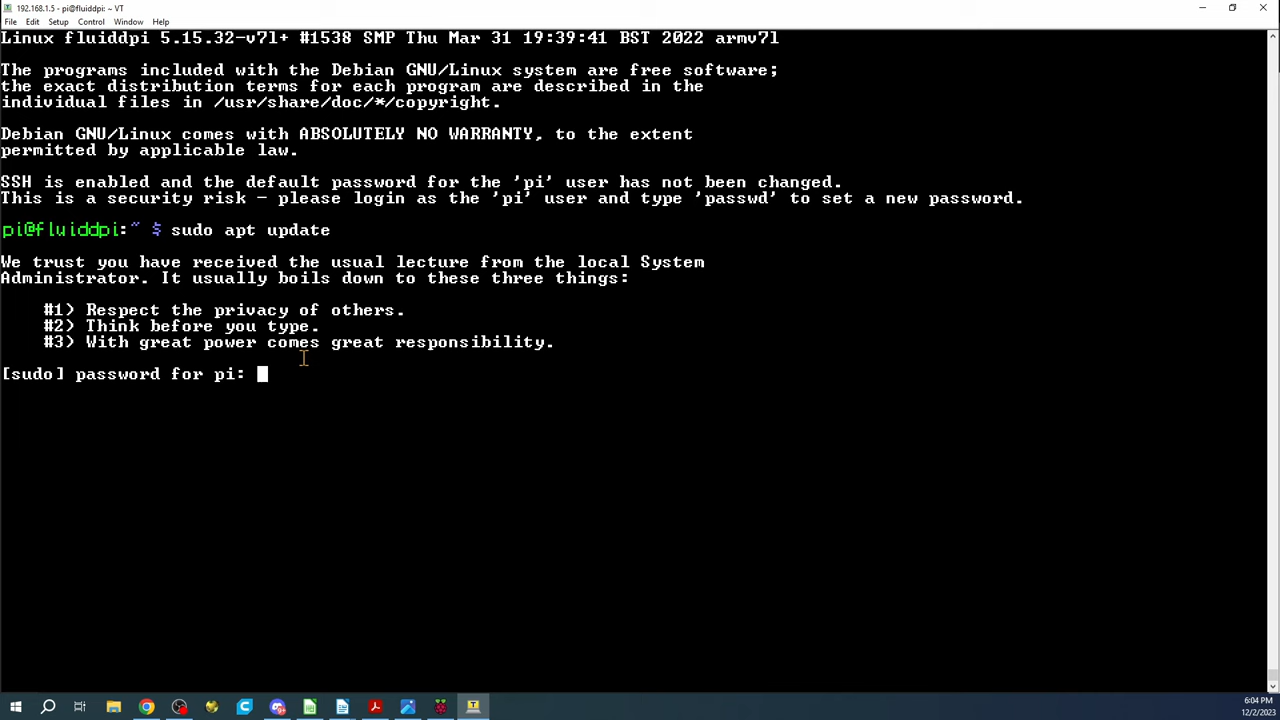 192.168.1.5 - pi@fluiddpi: ~ VT
File Edit Setup Control Window Help
Linux fluiddpi 5.15.32-v7l+ #1538 SMP Thu Mar 31 19:39:41 BST 2022 armv7l
The programs included with the Debian GNU/Linux system are free software;
the exact distribution terms for each program are described in the
individual files in /usr/share/doc/*/copyright.
Debian GNU/Linux comes with ABSOLUTELY NO WARRANTY, to the extent
permitted by applicable law.
SSH is enabled and the default password for the 'pi' user has not been changed.
This is a security risk - please login as the 'pi' user and type 'passwd' to set a new password.
pi@fluiddpi:~ $ sudo apt update
We trust you have received the usual lecture from the local System
Administrator. It usually boils down to these three things:
#1) Respect the privacy of others.
#2) Think before you type.
#3) With great power comes great responsibility.
[sudo] password for pi:
6:04 PM
12/2/2023